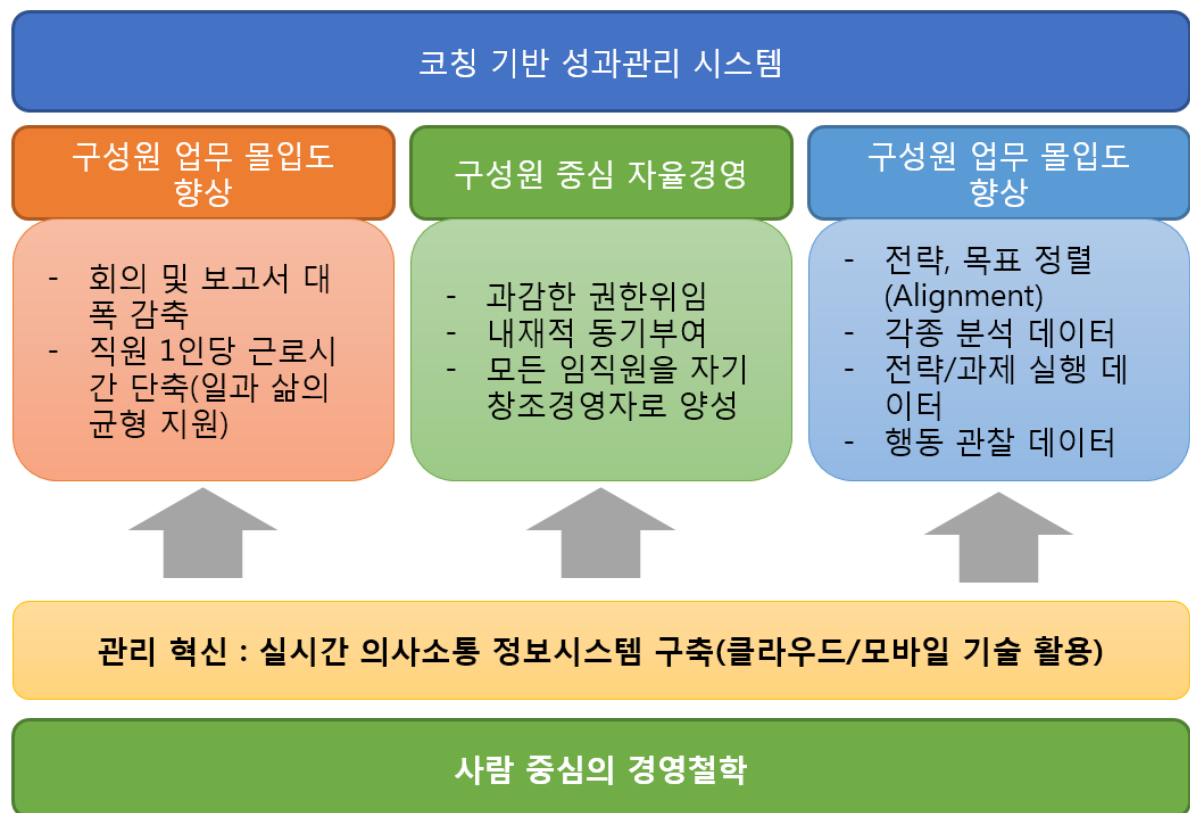 코칭 기반 성과관리 시스템
구성원 업무 몰입도
향상
- 회의 및 보고서 대
폭 감축
- 직원 1인당 근로시
간 단축(일과 삶의
균형 지원)
구성원 중심 자율경영
- 과감한 권한위임
- 내재적 동기부여
- 모든 임직원을 자기
창조경영자로 양성
구성원 업무 몰입도
향상
- 전략, 목표 정렬
(Alignment)
- 각종 분석 데이터
- 전략/과제 실행 데
이터
- 행동 관찰 데이터
관리 혁신 : 실시간 의사소통 정보시스템 구축(클라우드/모바일 기술 활용)
사람 중심의 경영철학